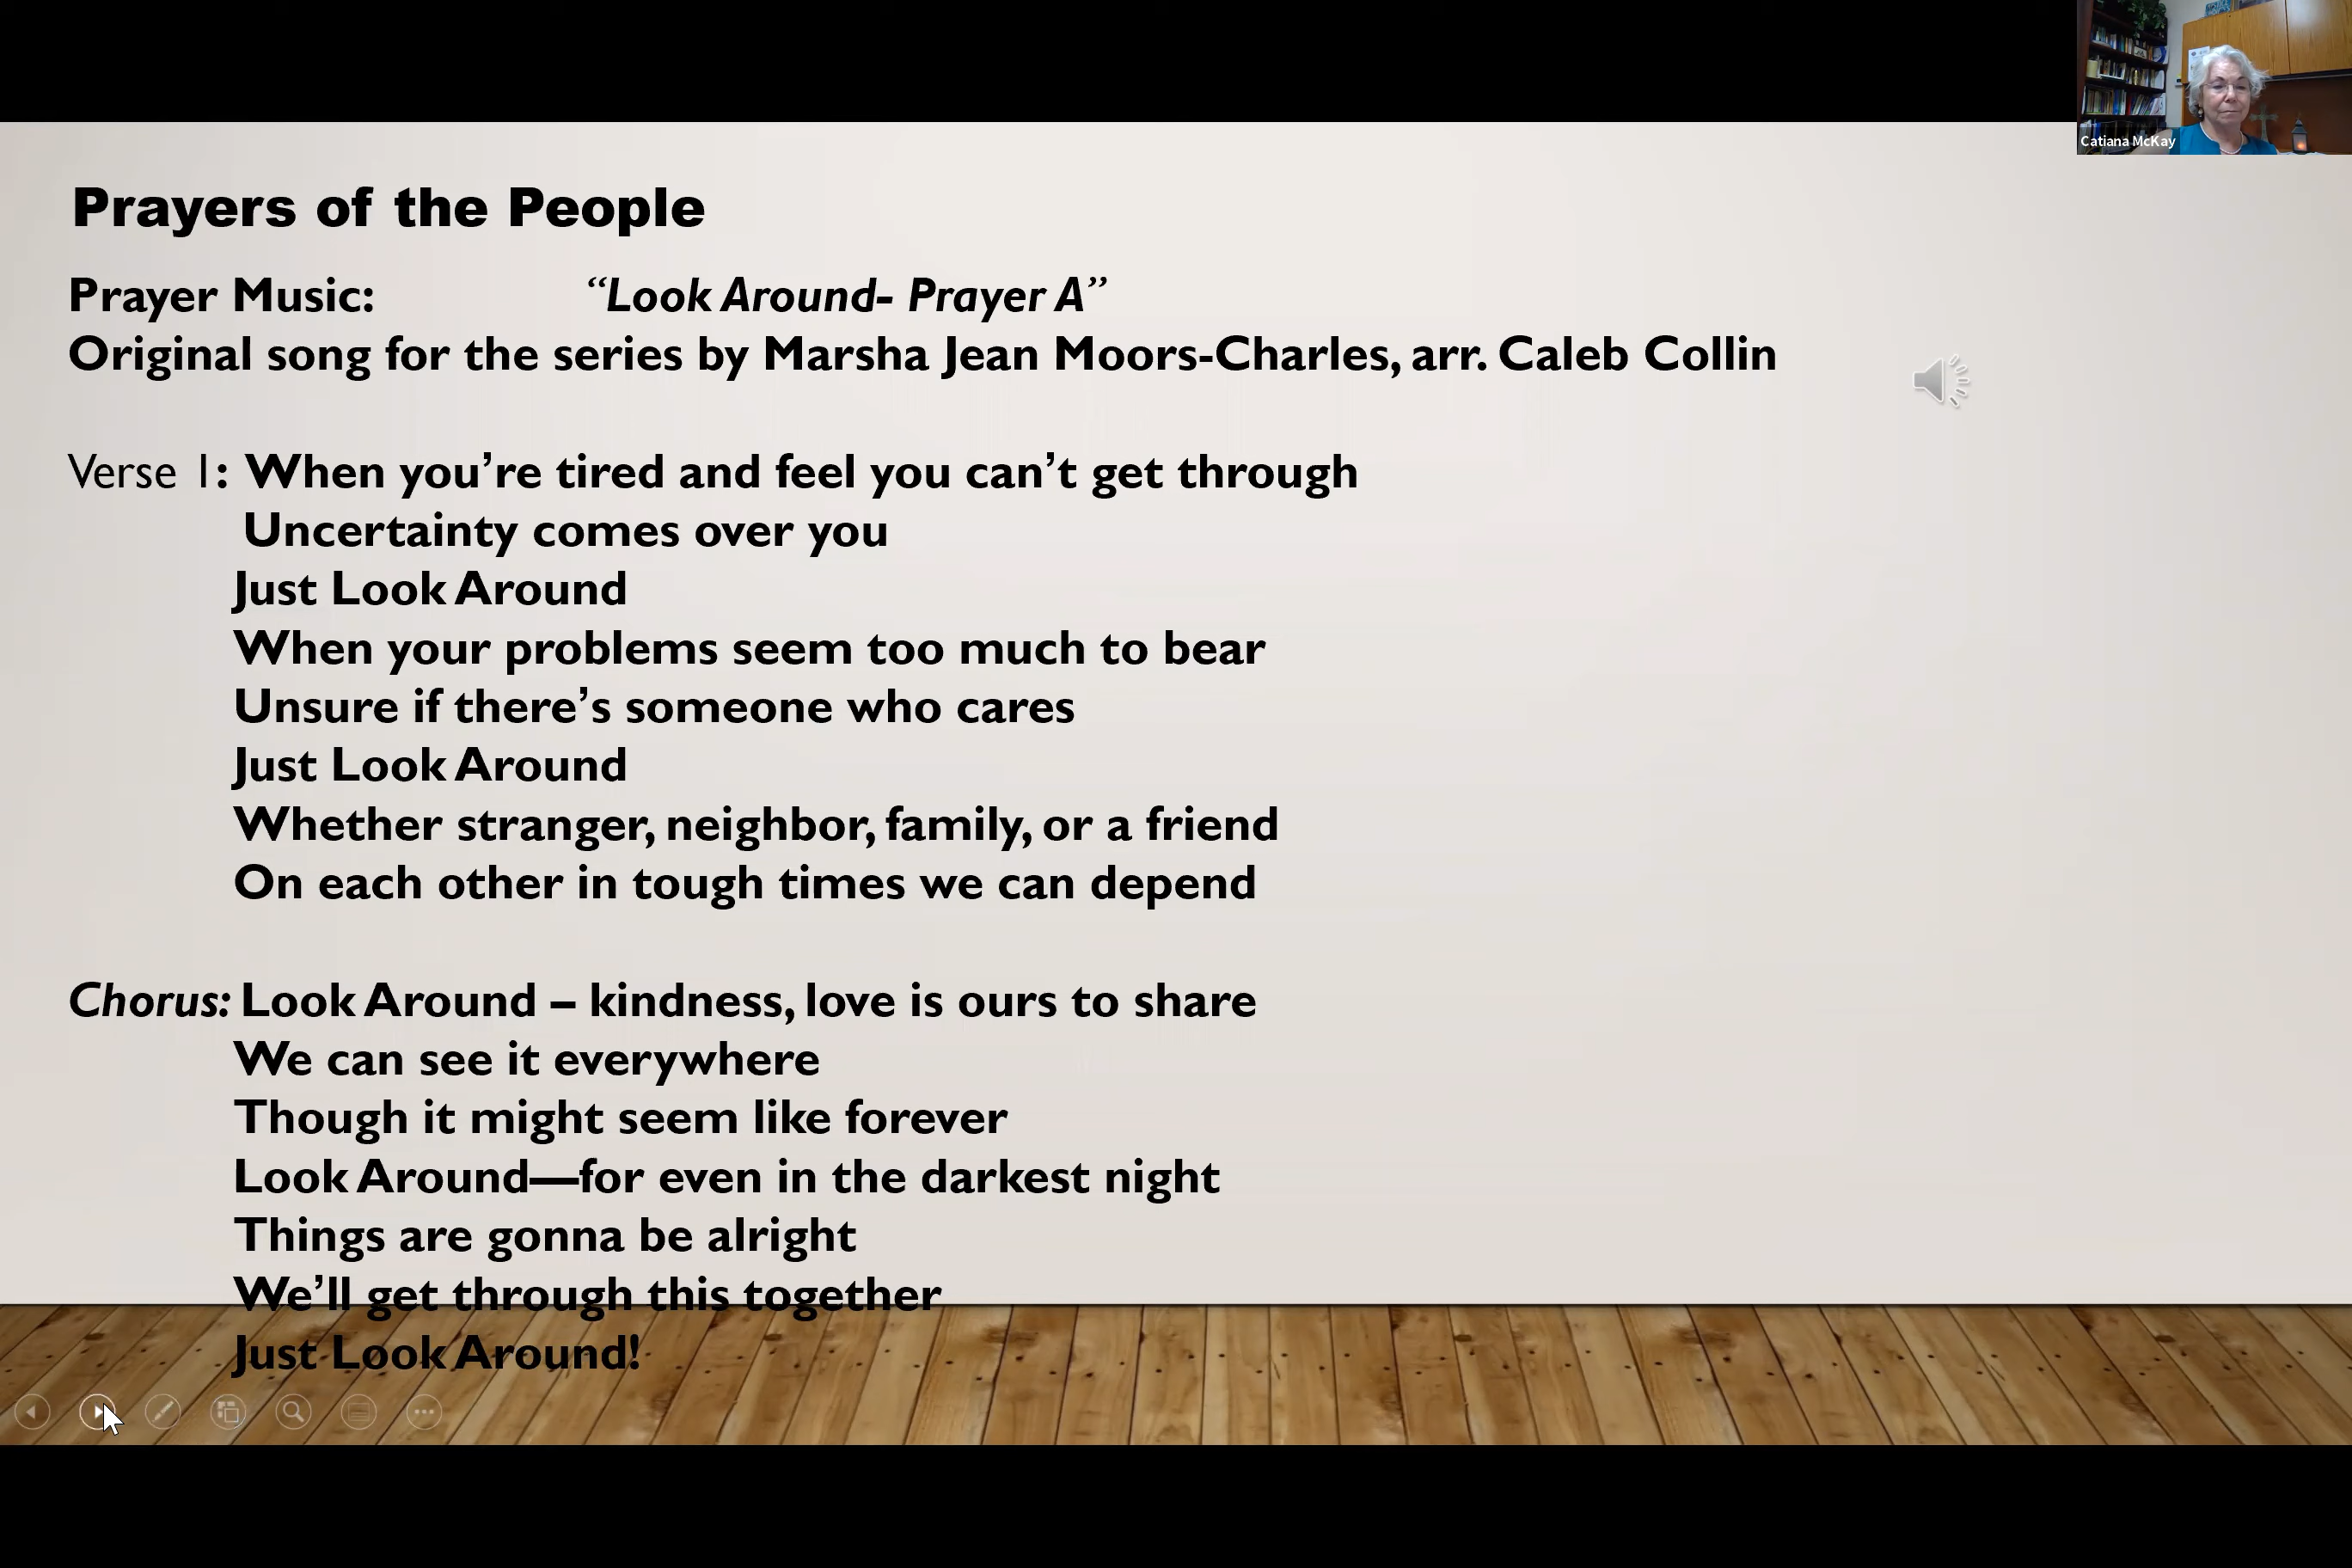 Catiana McKay
Prayers of the People
Prayer Music: “Look Around- Prayer A”
Original song for the series by Marsha Jean Moors-Charles, arr. Caleb Collin
Verse 1: When you’re tired and feel you can’t get through
Uncertainty comes over you
Just Look Around
When your problems seem too much to bear
Unsure if there’s someone who cares
Just Look Around
Whether stranger, neighbor, family, or a friend
On each other in tough times we can depend
Chorus: Look Around – kindness, love is ours to share
We can see it everywhere
Though it might seem like forever
Look Around—for even in the darkest night
Things are gonna be alright
We’ll get through this together
Just Look Around!